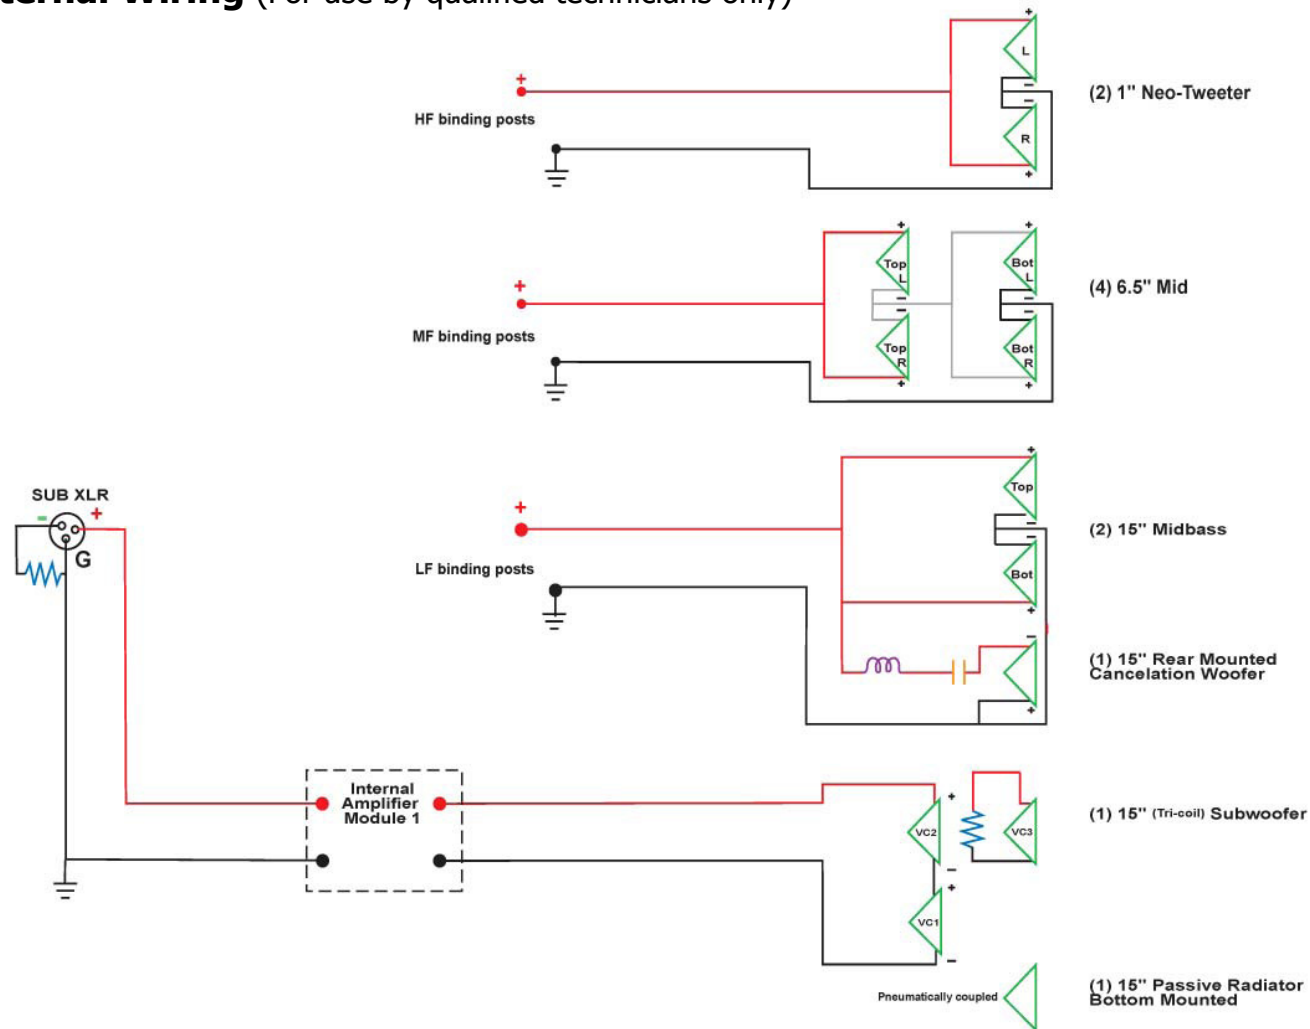 ternal Wiring (For use by qualified technicians only)
+
+
L
HF binding posts
−
−
R
+
(2) 1" Neo-Tweeter
+
+
+
Top L
Bot L
MF binding posts
−
−
−
−
Top R
Bot R
+
+
(4) 6.5" Mid
SUB XLR
-
+
G
+
+
Top
LF binding posts
−
−
Bot
+
(2) 15" Midbass
−
+
(1) 15" Rear Mounted
Cancelation Woofer
Internal
Amplifier
Module 1
+
VC2
−
VC3
+
VC1
−
(1) 15" (Tri-coil) Subwoofer
Pneumatically coupled
(1) 15" Passive Radiator
Bottom Mounted